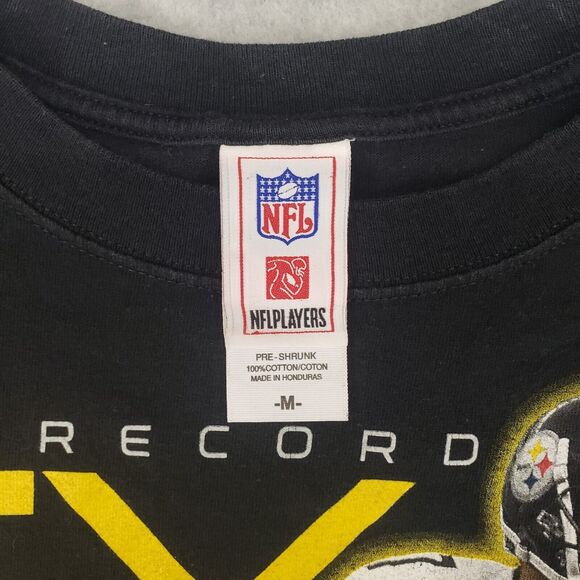 NFL
NFLPLAYERS
PRE-SHRUNK
100%COTTON/COTON
MADE IN HONDURAS
-M-
RECORD
X